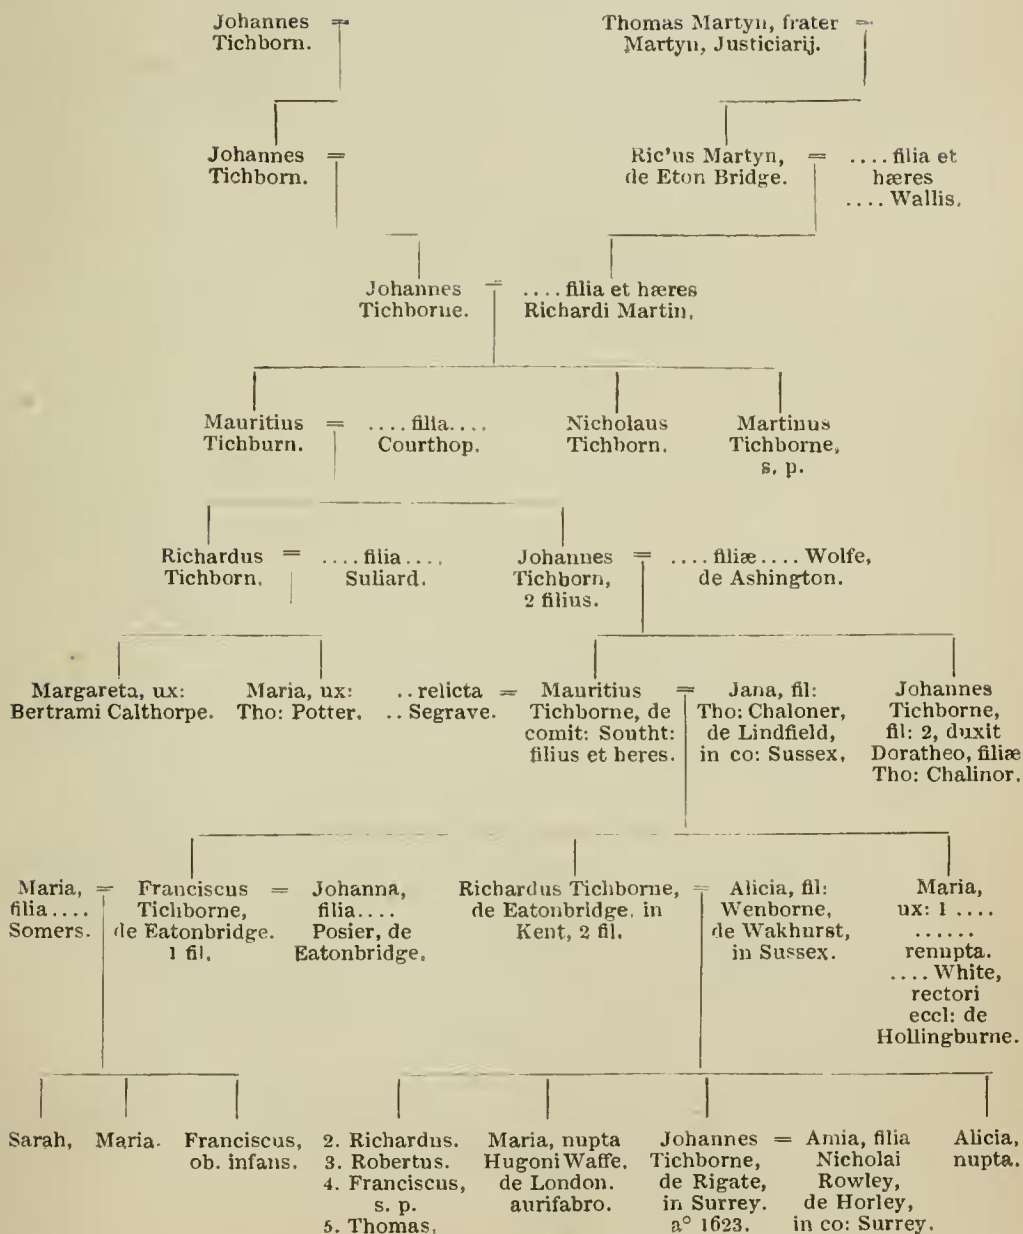 Johannes =
Tichborn.
Thomas Martyn, frater =
Martyn, Justiciarij.
Johannes =
Tichborn.
Ric'us Martyn, =
de Eton Bridge.
.... filia et
hæres
.... Wallis.
Johannes =
Tichborne.
.... filia et hæres
Richardi Martin.
Mauritius =
Tichburn.
.... filia....
Courthop.
Nicholaus
Tichborn.
Martinus
Tichborne,
s. p.
Richardus =
Tichborn.
.... filia....
Suliard.
Johannes =
Tichborn,
2 filius.
.... filiæ.... Wolfe,
de Ashington.
Margareta, ux:
Bertrami Calthorpe.
Maria, ux:
Tho: Potter.
.. relicta =
.. Segrave.
Mauritius =
Tichborne, de
comit: Southt:
filius et heres.
Jana, fil:
Tho: Chaloner,
de Lindfield,
in co: Sussex.
Johannes
Tichborne,
fil: 2, duxit
Doratheo, filiæ
Tho: Chalinor.
Maria, =
filia....
Somers.
Franciscus =
Tichborne,
de Eatonbridge.
1 fil.
Johanna,
filia....
Posier, de
Eatonbridge.
Richardus Tichborne, =
de Eatonbridge, in
Kent, 2 fil.
Alicia, fil:
Wenborne,
de Wakhurst,
in Sussex.
Maria,
ux: 1 ....
......
renupta.
.... White,
rectori
eccl: de
Hollingburne.
Sarah,
Maria.
Franciscus,
ob. infans.
2. Richardus.
3. Robertus.
4. Franciscus,
s. p.
5. Thomas.
Maria, nupta
Hugoni Waffe,
de London.
aurifabro.
Johannes =
Tichborne,
de Rigate,
in Surrey.
a° 1623.
Amia, filia
Nicholai
Rowley,
de Horley,
in co: Surrey.
Alicia,
nupta.